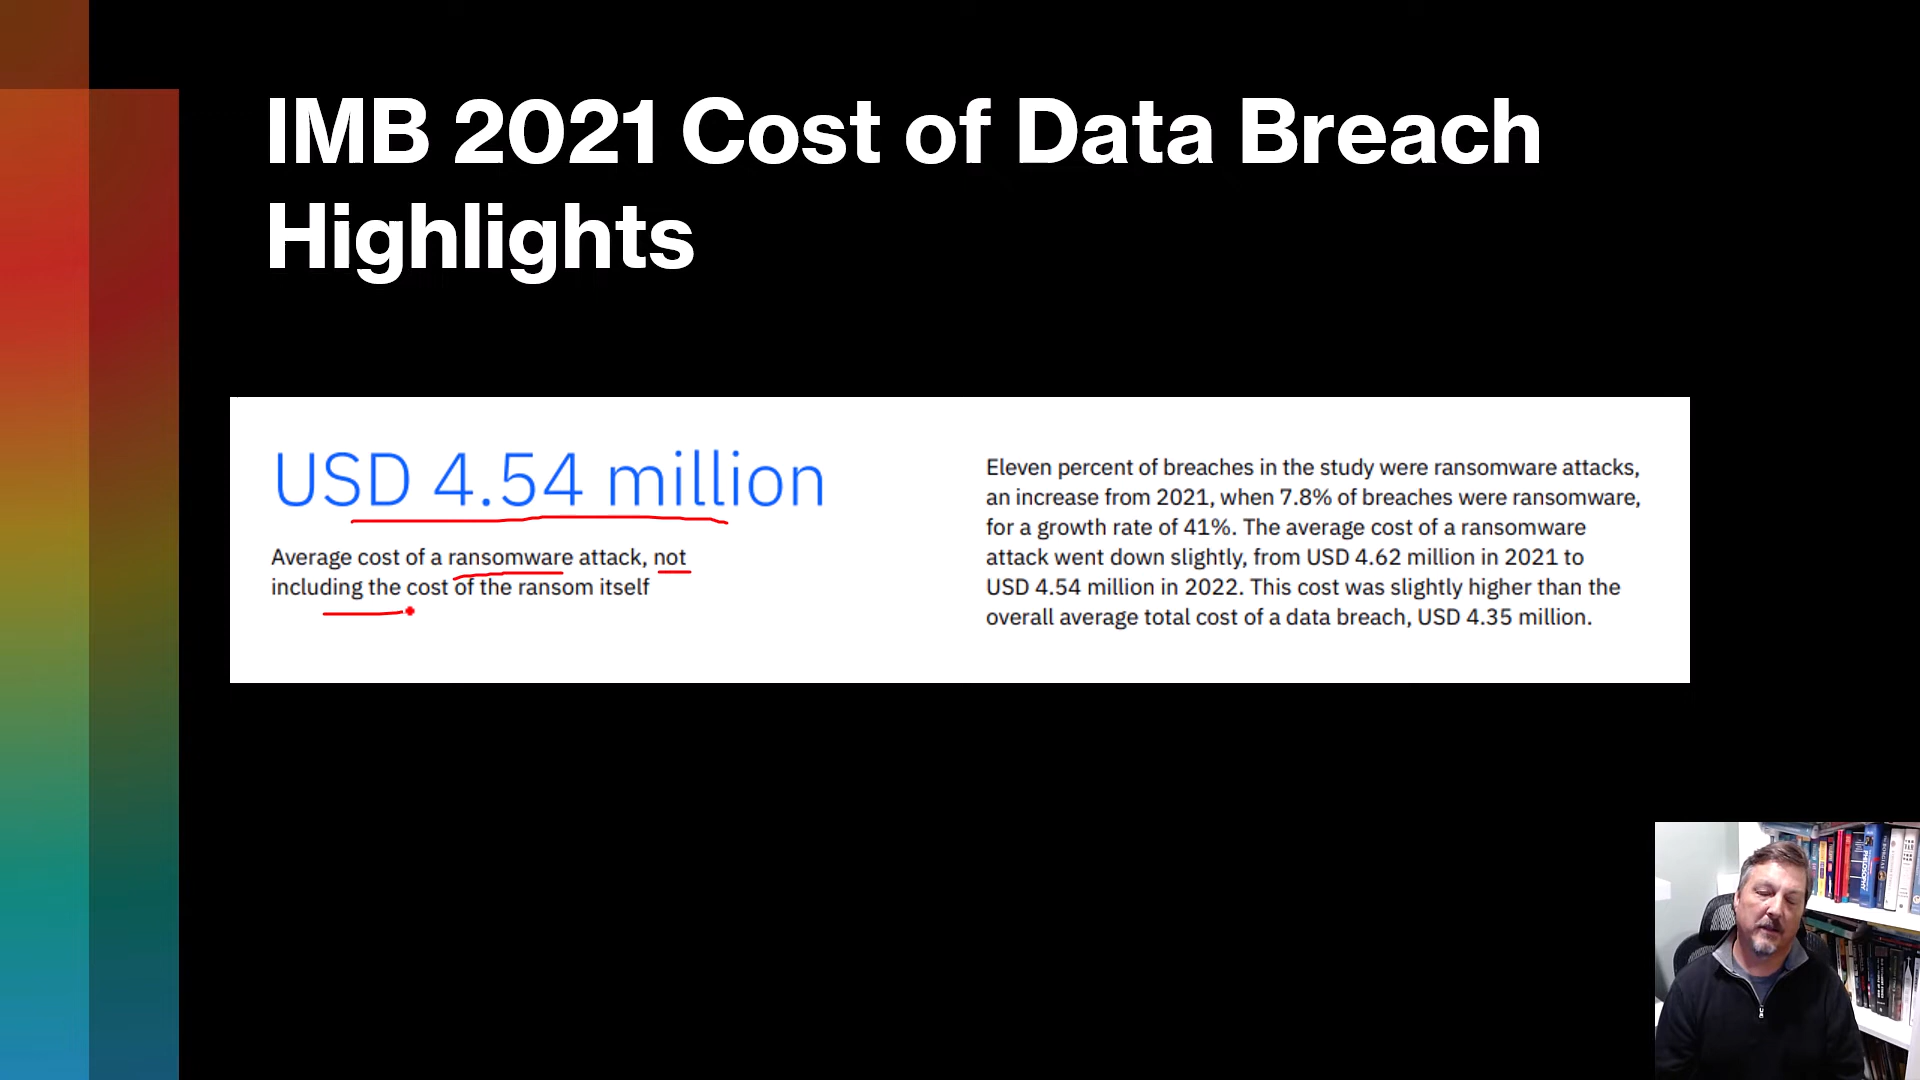 IMB 2021 Cost of Data Breach
Highlights
USD 4.54 million
Average cost of a ransomware attack, not
including the cost of the ransom itself
Eleven percent of breaches in the study were ransomware attacks,
an increase from 2021, when 7.8% of breaches were ransomware,
for a growth rate of 41%. The average cost of a ransomware
attack went down slightly, from USD 4.62 million in 2021 to
USD 4.54 million in 2022. This cost was slightly higher than the
overall average total cost of a data breach, USD 4.35 million.
PHILOSOPHY